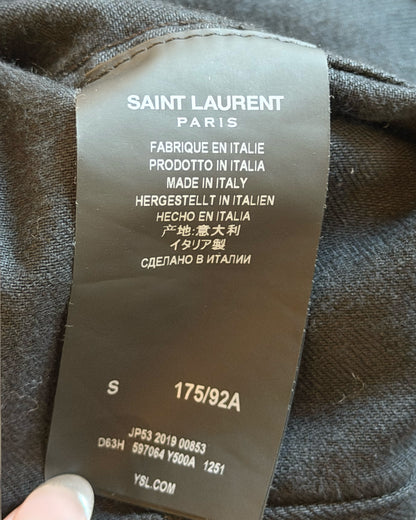 SAINT LAURENT
PARIS
FABRIQUE EN ITALIE
PRODOTTO IN ITALIA
MADE IN ITALY
HERGESTELLT IN ITALIEN
HECHO EN ITALIA
产地:意大利
イタリア製
СДЕЛАНО В ИТАЛИИ
S 175/92A
JP53 2019 00853
D63H 597064 Y500A 1251
YSL.COM